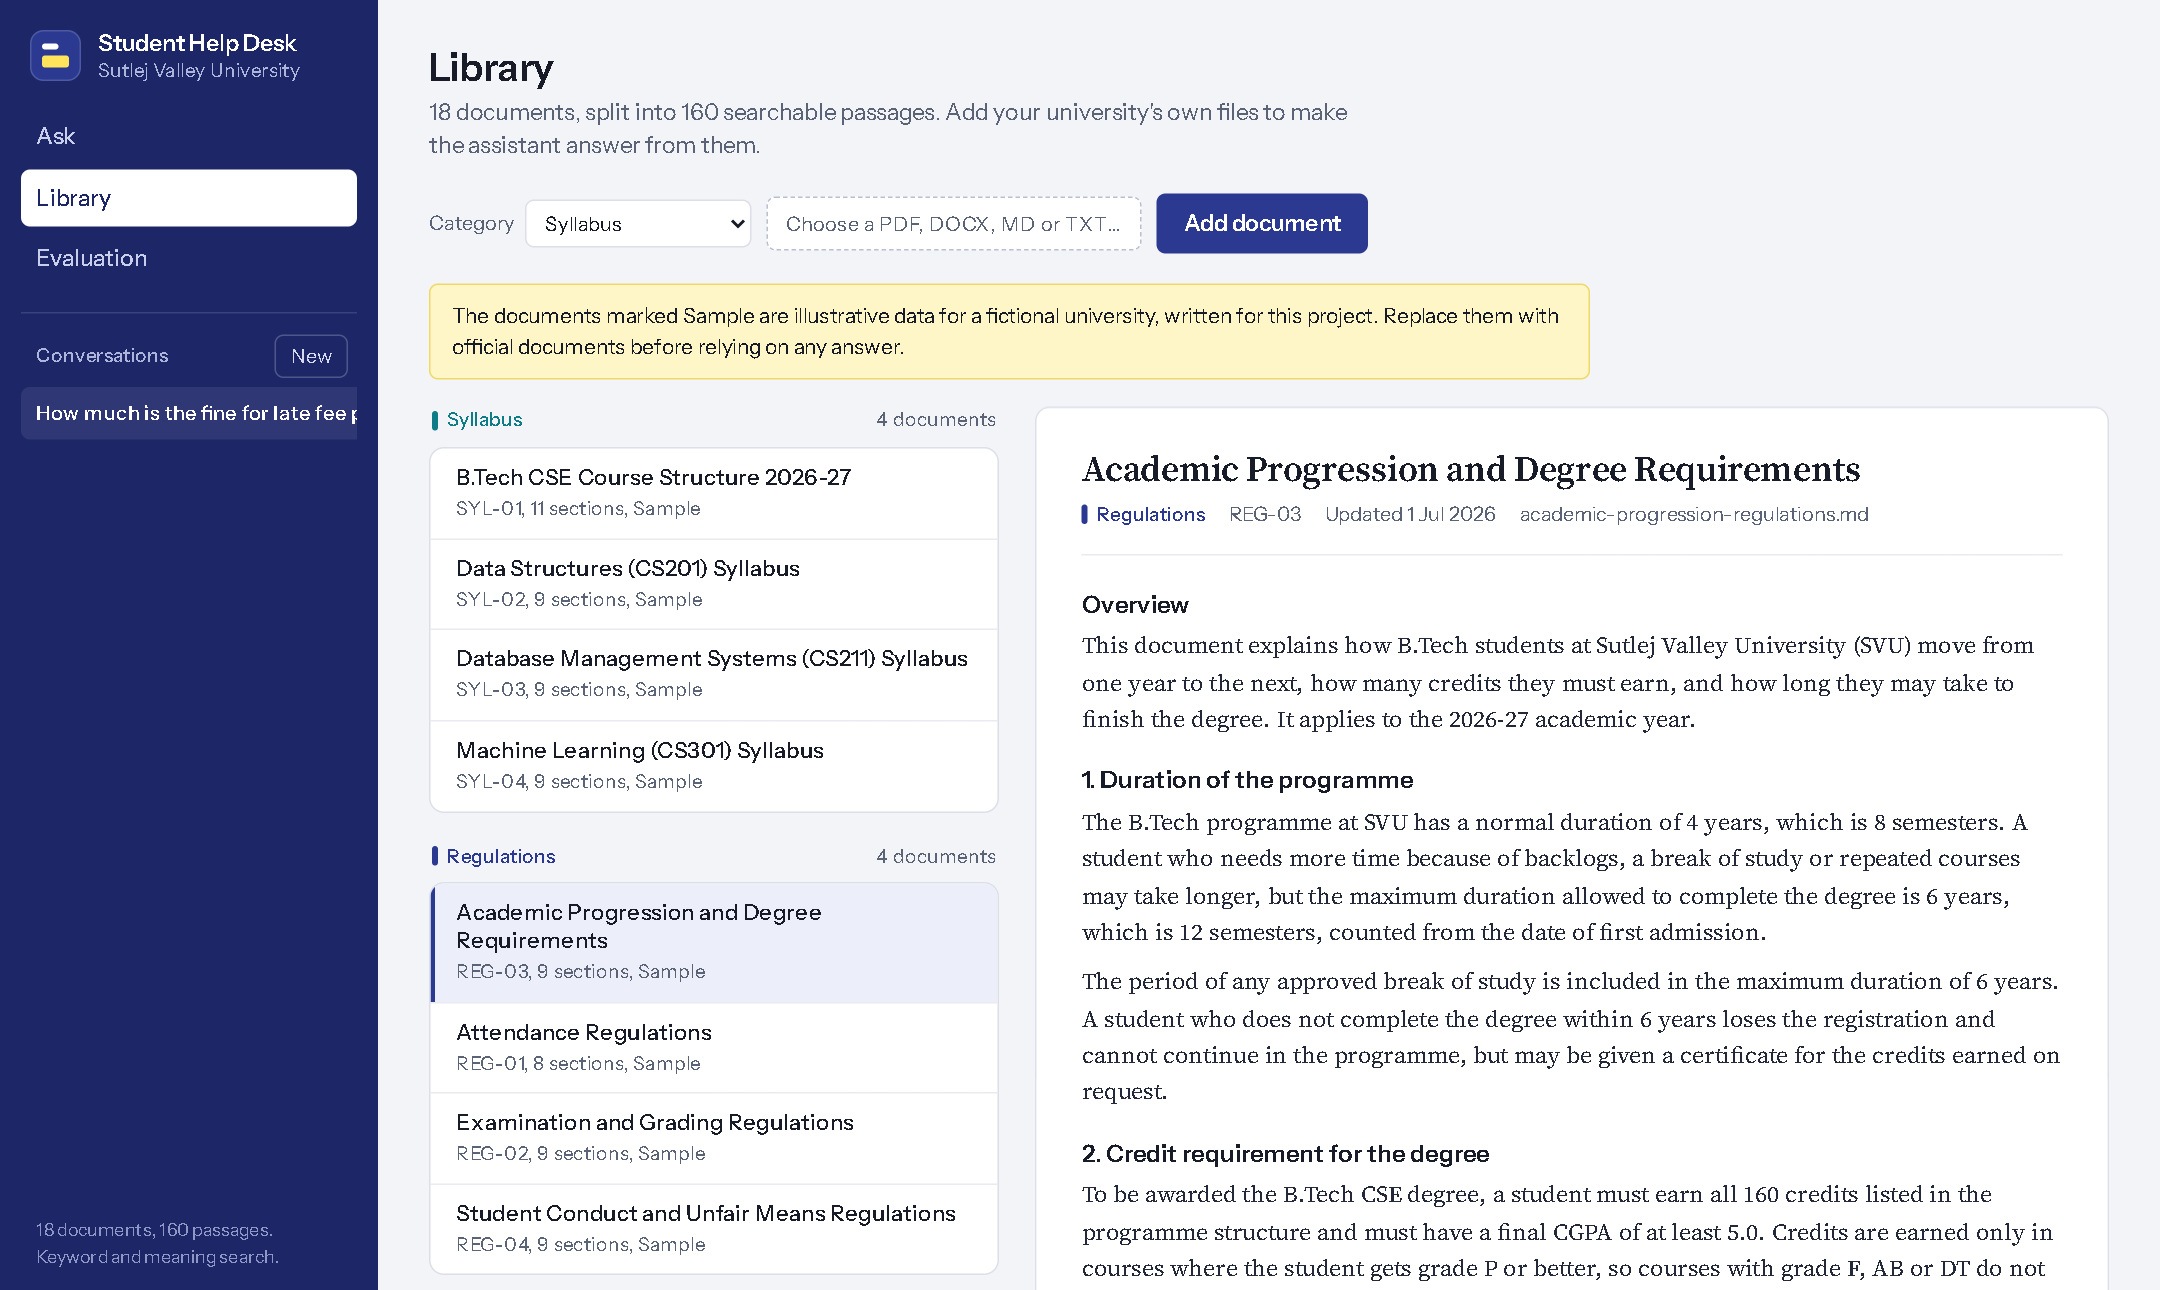 Student Help Desk
Sutlej Valley University
Ask
Library
Evaluation
Conversations
New
How much is the fine for late fee
18 documents, 160 passages.
Keyword and meaning search.
Library
18 documents, split into 160 searchable passages. Add your university's own files to make
the assistant answer from them.
Category
Syllabus
Choose a PDF, DOCX, MD or TXT...
Add document
The documents marked Sample are illustrative data for a fictional university, written for this project. Replace them with
official documents before relying on any answer.
Syllabus
4 documents
B.Tech CSE Course Structure 2026-27
SYL-01, 11 sections, Sample
Data Structures (CS201) Syllabus
SYL-02, 9 sections, Sample
Database Management Systems (CS211) Syllabus
SYL-03, 9 sections, Sample
Machine Learning (CS301) Syllabus
SYL-04, 9 sections, Sample
Regulations
4 documents
Academic Progression and Degree
Requirements
REG-03, 9 sections, Sample
Attendance Regulations
REG-01, 8 sections, Sample
Examination and Grading Regulations
REG-02, 9 sections, Sample
Student Conduct and Unfair Means Regulations
REG-04, 9 sections, Sample
Academic Progression and Degree Requirements
Regulations REG-03 Updated 1 Jul 2026 academic-progression-regulations.md
Overview
This document explains how B.Tech students at Sutlej Valley University (SVU) move from
one year to the next, how many credits they must earn, and how long they may take to
finish the degree. It applies to the 2026-27 academic year.
1. Duration of the programme
The B.Tech programme at SVU has a normal duration of 4 years, which is 8 semesters. A
student who needs more time because of backlogs, a break of study or repeated courses
may take longer, but the maximum duration allowed to complete the degree is 6 years,
which is 12 semesters, counted from the date of first admission.
The period of any approved break of study is included in the maximum duration of 6 years.
A student who does not complete the degree within 6 years loses the registration and
cannot continue in the programme, but may be given a certificate for the credits earned on
request.
2. Credit requirement for the degree
To be awarded the B.Tech CSE degree, a student must earn all 160 credits listed in the
programme structure and must have a final CGPA of at least 5.0. Credits are earned only in
courses where the student gets grade P or better, so courses with grade F, AB or DT do not